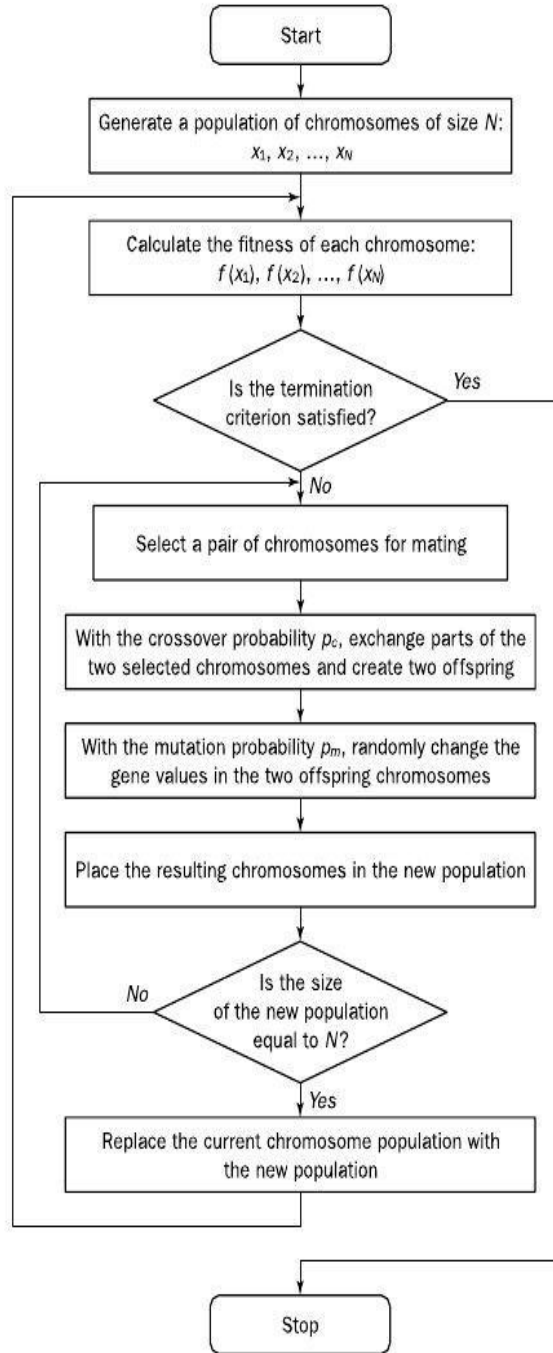 Start
Generate a population of chromosomes of size N:
x₁, x₂, ..., x_N
Calculate the fitness of each chromosome:
f (x₁), f (x₂), ..., f (x_N)
Is the termination
criterion satisfied?
Yes
No
Select a pair of chromosomes for mating
With the crossover probability p_c, exchange parts of the
two selected chromosomes and create two offspring
With the mutation probability p_m, randomly change the
gene values in the two offspring chromosomes
Place the resulting chromosomes in the new population
No
Is the size
of the new population
equal to N?
Yes
Replace the current chromosome population with
the new population
Stop